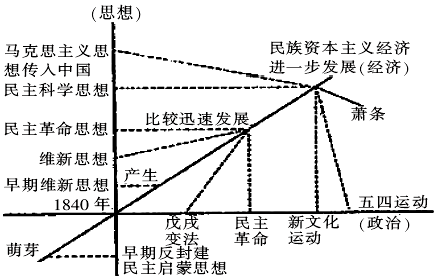 (思想)
马克思主义思
想传入中国
民族资本主义经济
进一步发展(经济)
民主科学思想
萧条
民主革命思想
比较迅速发展
维新思想
早期维新思想
产生
1840年
五四运动
(政治)
戊戌
变法
民主
革命
新文化
运动
萌芽
早期反封建
民主启蒙思想